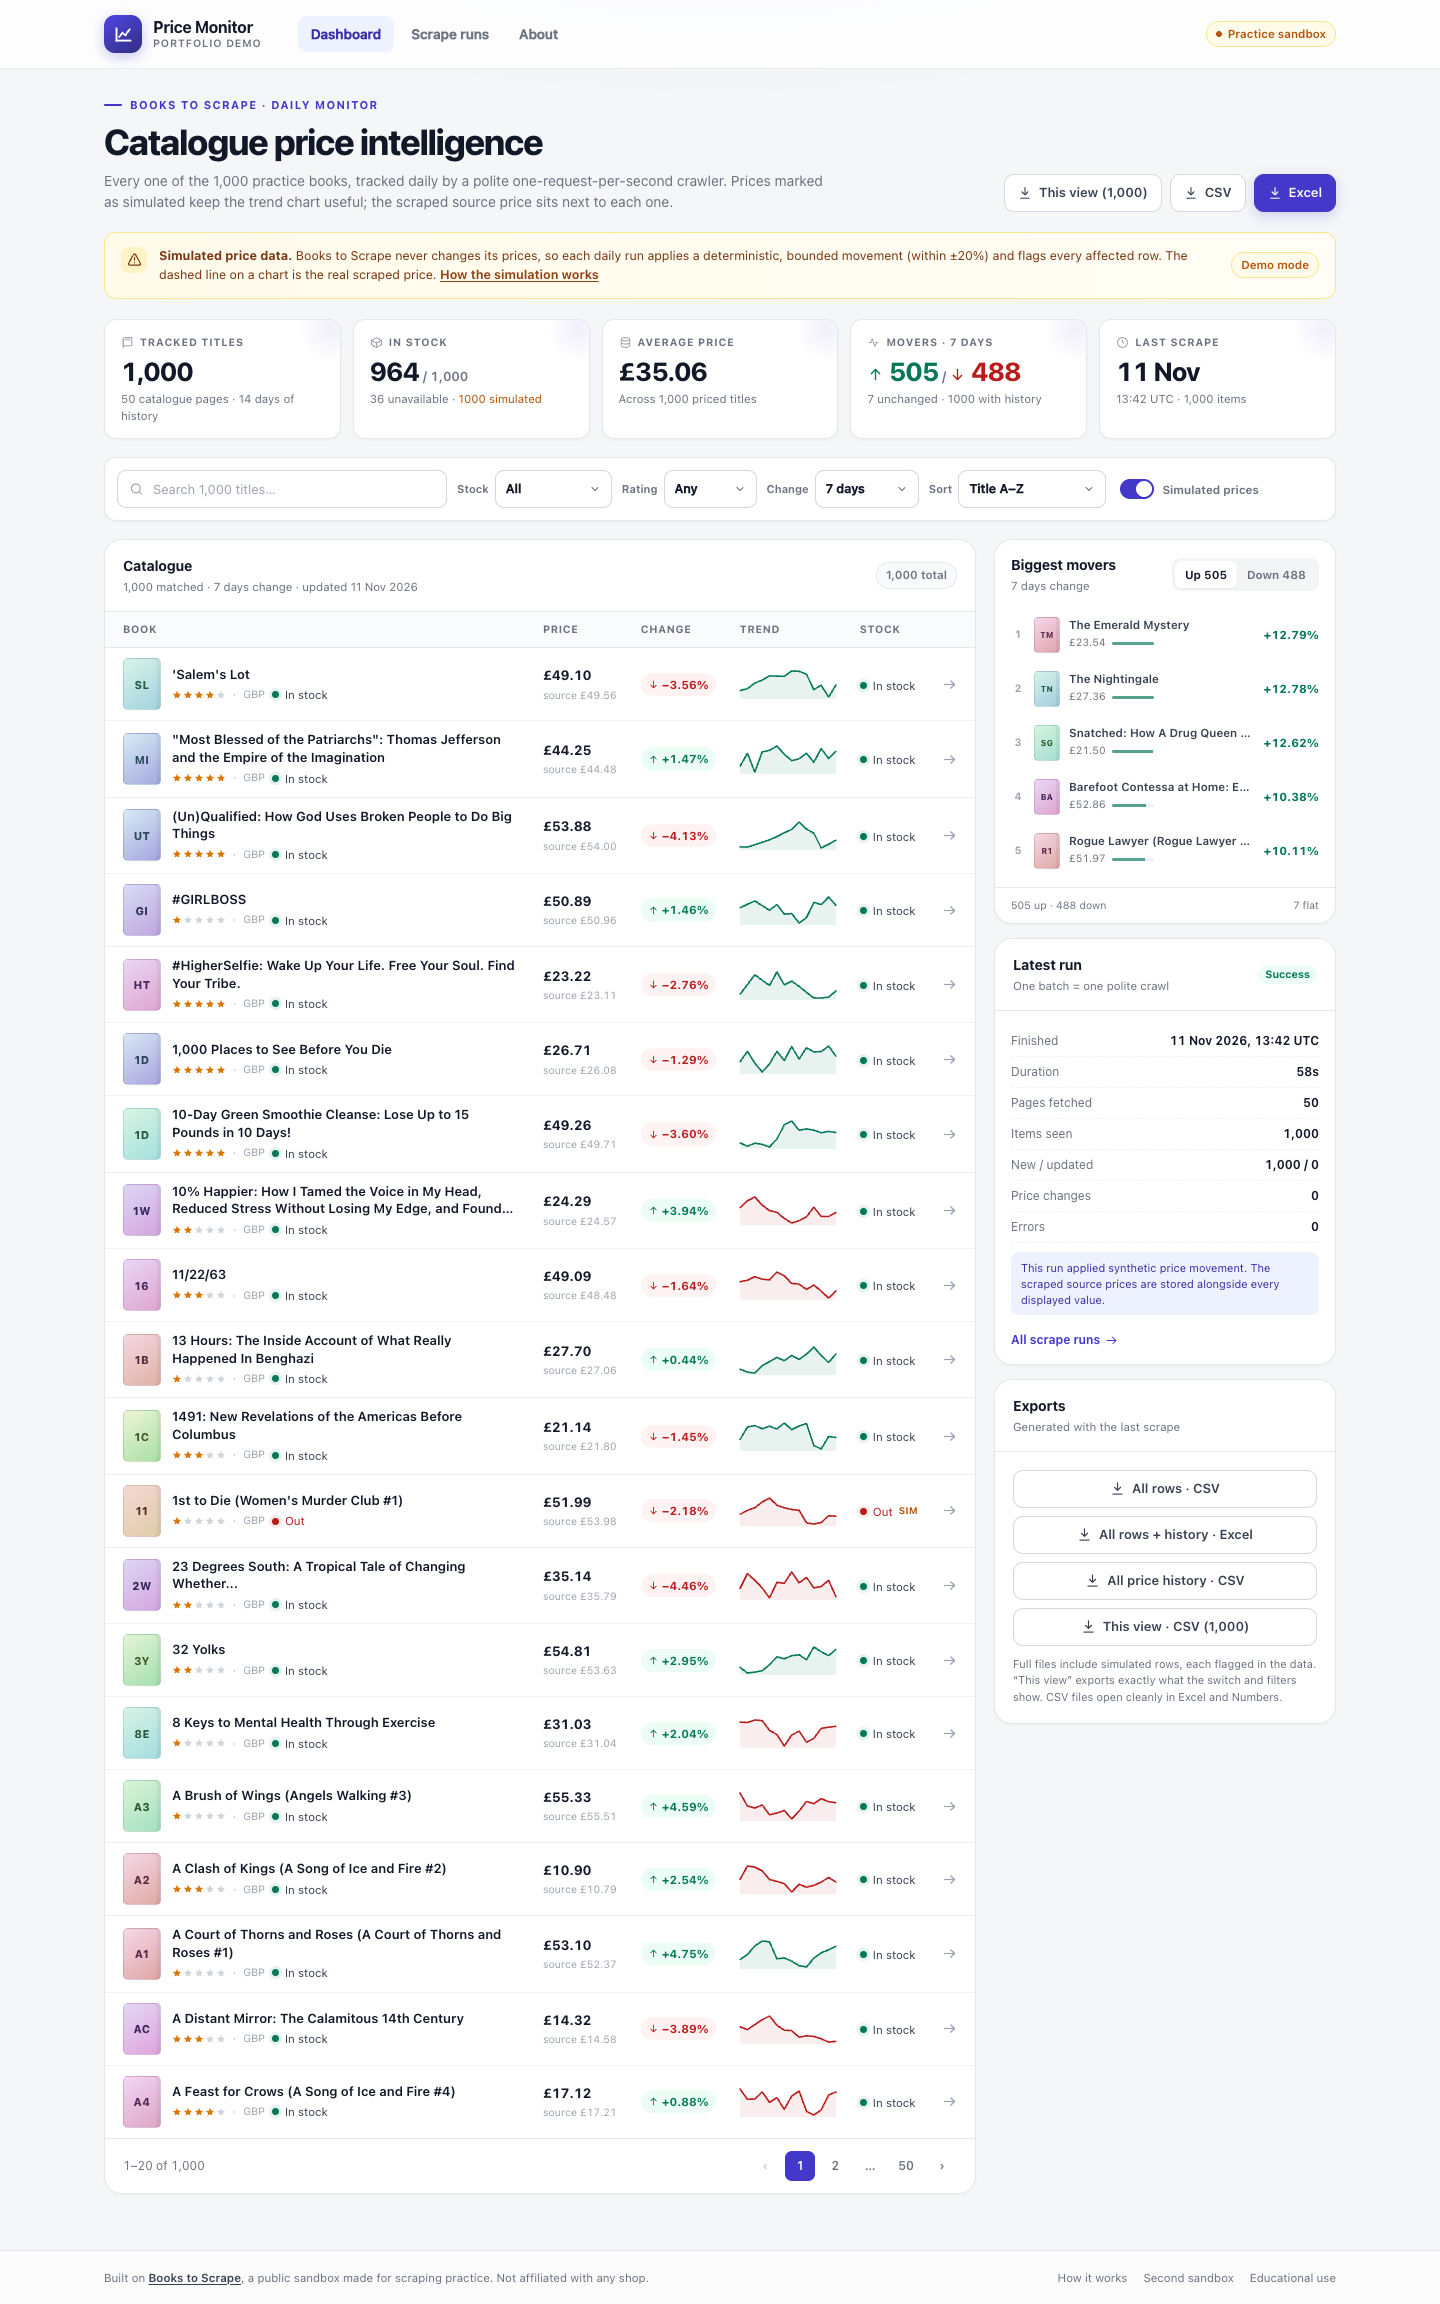 Price Monitor
PORTFOLIO DEMO
Dashboard
Scrape runs
About
Practice sandbox
BOOKS TO SCRAPE · DAILY MONITOR
Catalogue price intelligence
Every one of the 1,000 practice books, tracked daily by a polite one-request-per-second crawler. Prices marked
as simulated keep the trend chart useful; the scraped source price sits next to each one.
This view (1,000)
CSV
Excel
Simulated price data. Books to Scrape never changes its prices, so each daily run applies a deterministic, bounded movement (within ±20%) and flags every affected row. The
dashed line on a chart is the real scraped price. How the simulation works
Demo mode
TRACKED TITLES
1,000
50 catalogue pages · 14 days of
history
IN STOCK
964 / 1,000
36 unavailable · 1000 simulated
AVERAGE PRICE
£35.06
Across 1,000 priced titles
MOVERS · 7 DAYS
↑ 505 / ↓ 488
7 unchanged · 1000 with history
LAST SCRAPE
11 Nov
13:42 UTC · 1,000 items
Search 1,000 titles...
Stock
All
Rating
Any
Change
7 days
Sort
Title A–Z
Simulated prices
Catalogue
1,000 matched · 7 days change · updated 11 Nov 2026
1,000 total
BOOK PRICE CHANGE TREND STOCK
SL
'Salem's Lot
★★★★★ · GBP In stock
£49.10
source £49.56
↓ −3.56%
In stock →
MI
"Most Blessed of the Patriarchs": Thomas Jefferson
and the Empire of the Imagination
★★★★★ · GBP In stock
£44.25
source £44.48
↑ +1.47%
In stock →
UT
(Un)Qualified: How God Uses Broken People to Do Big
Things
★★★★★ · GBP In stock
£53.88
source £54.00
↓ −4.13%
In stock →
GI
#GIRLBOSS
★★★★★ · GBP In stock
£50.89
source £50.96
↑ +1.46%
In stock →
HT
#HigherSelfie: Wake Up Your Life. Free Your Soul. Find
Your Tribe.
★★★★★ · GBP In stock
£23.22
source £23.11
↓ −2.76%
In stock →
1D
1,000 Places to See Before You Die
★★★★★ · GBP In stock
£26.71
source £26.08
↓ −1.29%
In stock →
1D
10-Day Green Smoothie Cleanse: Lose Up to 15
Pounds in 10 Days!
★★★★★ · GBP In stock
£49.26
source £49.71
↓ −3.60%
In stock →
1W
10% Happier: How I Tamed the Voice in My Head,
Reduced Stress Without Losing My Edge, and Found...
★★★★★ · GBP In stock
£24.29
source £24.57
↑ +3.94%
In stock →
16
11/22/63
★★★★★ · GBP In stock
£49.09
source £48.48
↓ −1.64%
In stock →
1B
13 Hours: The Inside Account of What Really
Happened In Benghazi
★★★★★ · GBP In stock
£27.70
source £27.06
↑ +0.44%
In stock →
1C
1491: New Revelations of the Americas Before
Columbus
★★★★★ · GBP In stock
£21.14
source £21.80
↓ −1.45%
In stock →
11
1st to Die (Women's Murder Club #1)
★★★★★ · GBP Out
£51.99
source £53.98
↓ −2.18%
Out SIM →
2W
23 Degrees South: A Tropical Tale of Changing
Whether...
★★★★★ · GBP In stock
£35.14
source £35.79
↓ −4.46%
In stock →
3Y
32 Yolks
★★★★★ · GBP In stock
£54.81
source £53.63
↑ +2.95%
In stock →
8E
8 Keys to Mental Health Through Exercise
★★★★★ · GBP In stock
£31.03
source £31.04
↑ +2.04%
In stock →
A3
A Brush of Wings (Angels Walking #3)
★★★★★ · GBP In stock
£55.33
source £55.51
↑ +4.59%
In stock →
A2
A Clash of Kings (A Song of Ice and Fire #2)
★★★★★ · GBP In stock
£10.90
source £10.79
↑ +2.54%
In stock →
A1
A Court of Thorns and Roses (A Court of Thorns and
Roses #1)
★★★★★ · GBP In stock
£53.10
source £52.37
↑ +4.75%
In stock →
AC
A Distant Mirror: The Calamitous 14th Century
★★★★★ · GBP In stock
£14.32
source £14.58
↓ −3.89%
In stock →
A4
A Feast for Crows (A Song of Ice and Fire #4)
★★★★★ · GBP In stock
£17.12
source £17.21
↑ +0.88%
In stock →
1–20 of 1,000
‹ 1 2 ... 50 ›
Biggest movers
7 days change
Up 505 Down 488
1 TM The Emerald Mystery
£23.54
+12.79%
2 TN The Nightingale
£27.36
+12.78%
3 SG Snatched: How A Drug Queen ...
£21.50
+12.62%
4 BA Barefoot Contessa at Home: E...
£52.86
+10.38%
5 R1 Rogue Lawyer (Rogue Lawyer ...
£51.97
+10.11%
505 up · 488 down 7 flat
Latest run
One batch = one polite crawl
Success
Finished 11 Nov 2026, 13:42 UTC
Duration 58s
Pages fetched 50
Items seen 1,000
New / updated 1,000 / 0
Price changes 0
Errors 0
This run applied synthetic price movement. The
scraped source prices are stored alongside every
displayed value.
All scrape runs →
Exports
Generated with the last scrape
All rows · CSV
All rows + history · Excel
All price history · CSV
This view · CSV (1,000)
Full files include simulated rows, each flagged in the data.
“This view” exports exactly what the switch and filters
show. CSV files open cleanly in Excel and Numbers.
Built on Books to Scrape, a public sandbox made for scraping practice. Not affiliated with any shop.
How it works Second sandbox Educational use